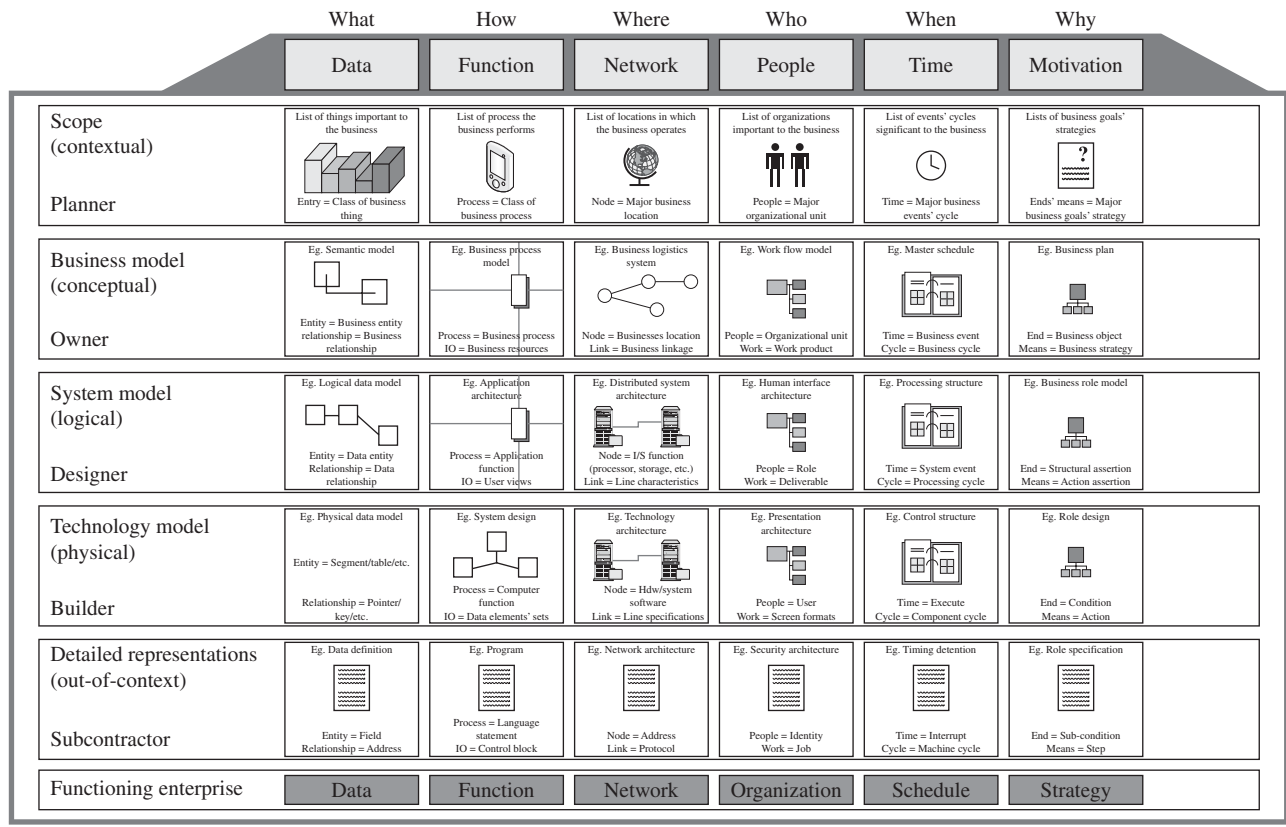 What How Where Who When Why
Data Function Network People Time Motivation
Scope
(contextual)
Planner
List of things important to
the business
Entry = Class of business
thing
List of process the
business performs
Process = Class of
business process
List of locations in which
the business operates
Node = Major business
location
List of organizations
important to the business
People = Major
organizational unit
List of events' cycles
significant to the business
Time = Major business
events' cycle
Lists of business goals'
strategies
?
Ends' means = Major
business goals' strategy
Business model
(conceptual)
Owner
Eg. Semantic model
Entity = Business entity
relationship = Business
relationship
Eg. Business process
model
Process = Business process
IO = Business resources
Eg. Business logistics
system
Node = Businesses location
Link = Business linkage
Eg. Work flow model
People = Organizational unit
Work = Work product
Eg. Master schedule
Time = Business event
Cycle = Business cycle
Eg. Business plan
End = Business object
Means = Business strategy
System model
(logical)
Designer
Eg. Logical data model
Entity = Data entity
Relationship = Data
relationship
Eg. Application
architecture
Process = Application
function
IO = User views
Eg. Distributed system
architecture
Node = I/S function
(processor, storage, etc.)
Link = Line characteristics
Eg. Human interface
architecture
People = Role
Work = Deliverable
Eg. Processing structure
Time = System event
Cycle = Processing cycle
Eg. Business role model
End = Structural assertion
Means = Action assertion
Technology model
(physical)
Builder
Eg. Physical data model
Entity = Segment/table/etc.
Relationship = Pointer/
key/etc.
Eg. System design
Process = Computer
function
IO = Data elements' sets
Eg. Technology
architecture
Node = Hdw/system
software
Link = Line specifications
Eg. Presentation
architecture
People = User
Work = Screen formats
Eg. Control structure
Time = Execute
Cycle = Component cycle
Eg. Role design
End = Condition
Means = Action
Detailed representations
(out-of-context)
Subcontractor
Eg. Data definition
Entity = Field
Relationship = Address
Eg. Program
Process = Language
statement
IO = Control block
Eg. Network architecture
Node = Address
Link = Protocol
Eg. Security architecture
People = Identity
Work = Job
Eg. Timing detention
Time = Interrupt
Cycle = Machine cycle
Eg. Role specification
End = Sub-condition
Means = Step
Functioning enterprise Data Function Network Organization Schedule Strategy